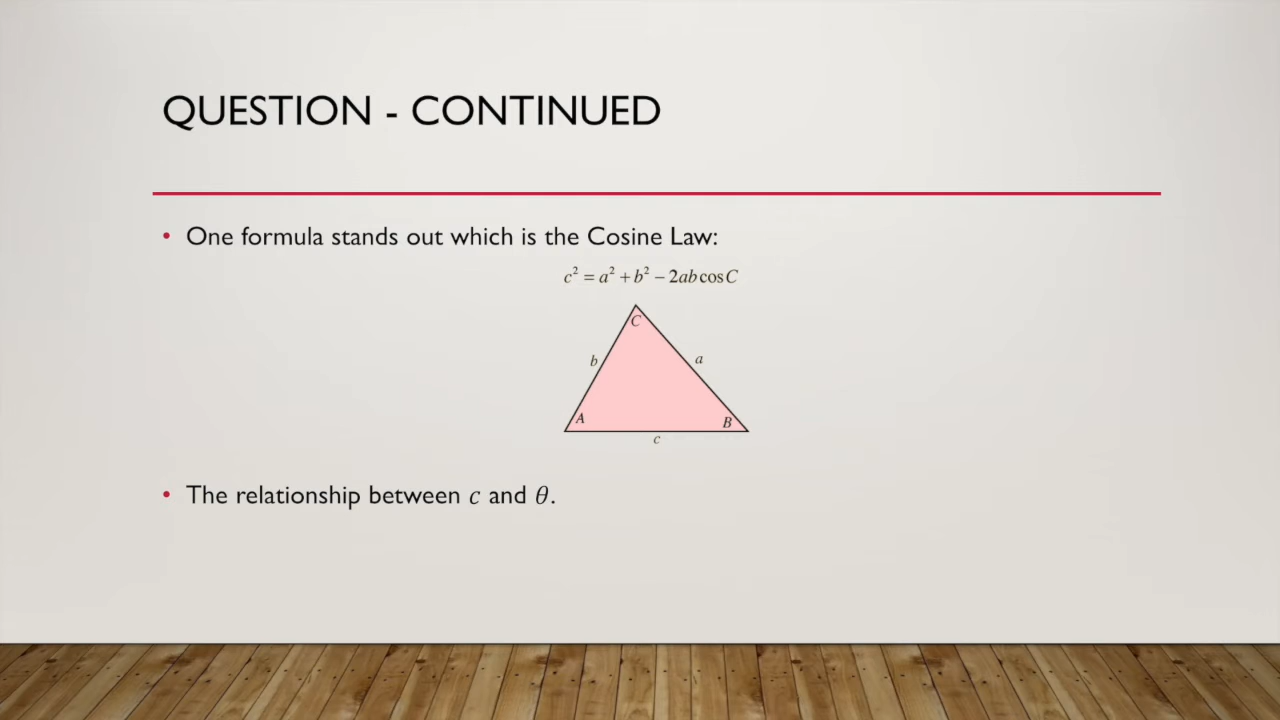 QUESTION - CONTINUED
• One formula stands out which is the Cosine Law:
c² = a² + b² − 2ab cos C
C
b
a
A
B
c
• The relationship between c and θ.